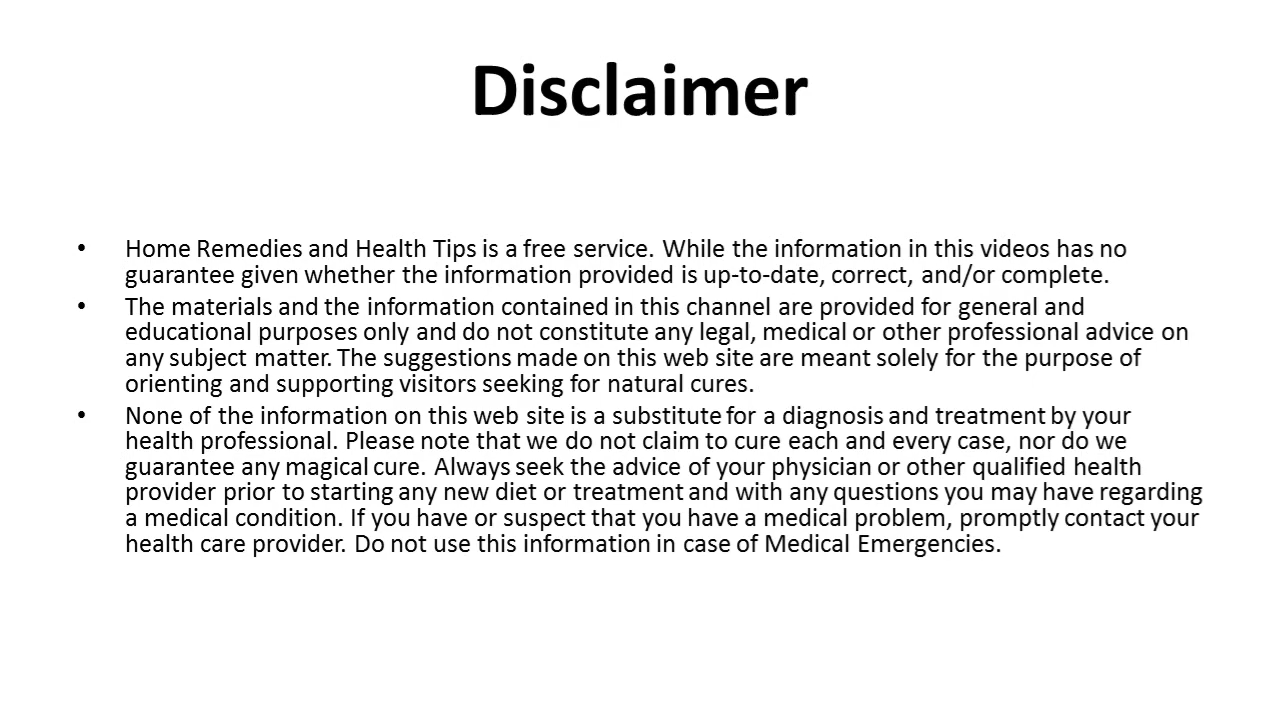 Disclaimer
• Home Remedies and Health Tips is a free service. While the information in this videos has no
guarantee given whether the information provided is up-to-date, correct, and/or complete.
• The materials and the information contained in this channel are provided for general and
educational purposes only and do not constitute any legal, medical or other professional advice on
any subject matter. The suggestions made on this web site are meant solely for the purpose of
orienting and supporting visitors seeking for natural cures.
• None of the information on this web site is a substitute for a diagnosis and treatment by your
health professional. Please note that we do not claim to cure each and every case, nor do we
guarantee any magical cure. Always seek the advice of your physician or other qualified health
provider prior to starting any new diet or treatment and with any questions you may have regarding
a medical condition. If you have or suspect that you have a medical problem, promptly contact your
health care provider. Do not use this information in case of Medical Emergencies.